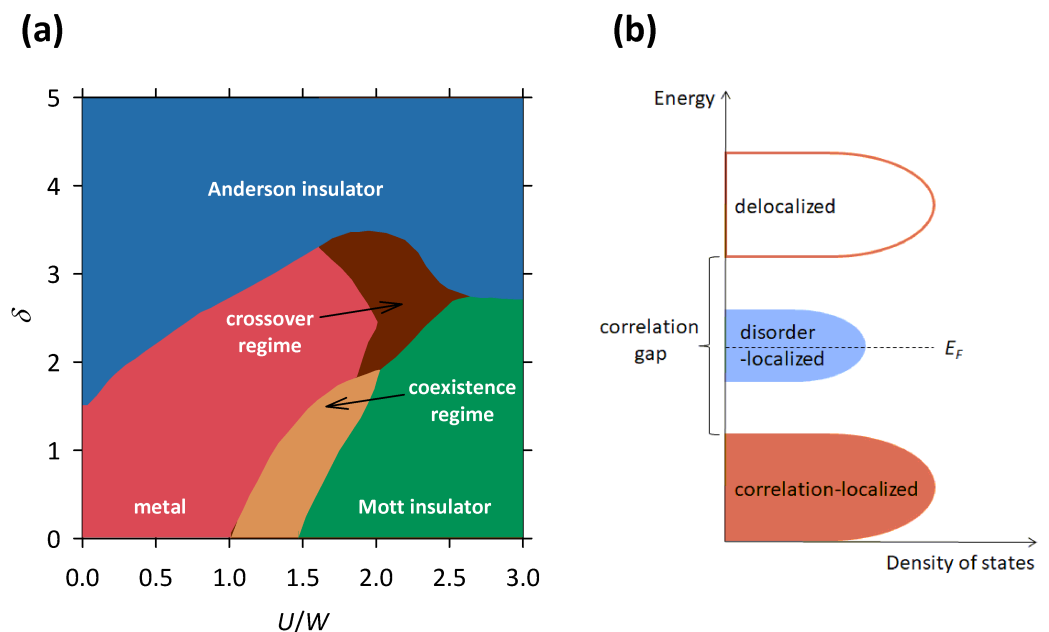 (a)
(b)
5
4
3
2
1
0
δ
Anderson insulator
crossover
regime
coexistence
regime
metal
Mott insulator
0.0 0.5 1.0 1.5 2.0 2.5 3.0
U/W
Energy
delocalized
correlation
gap
disorder
-localized
E_F
correlation-localized
Density of states